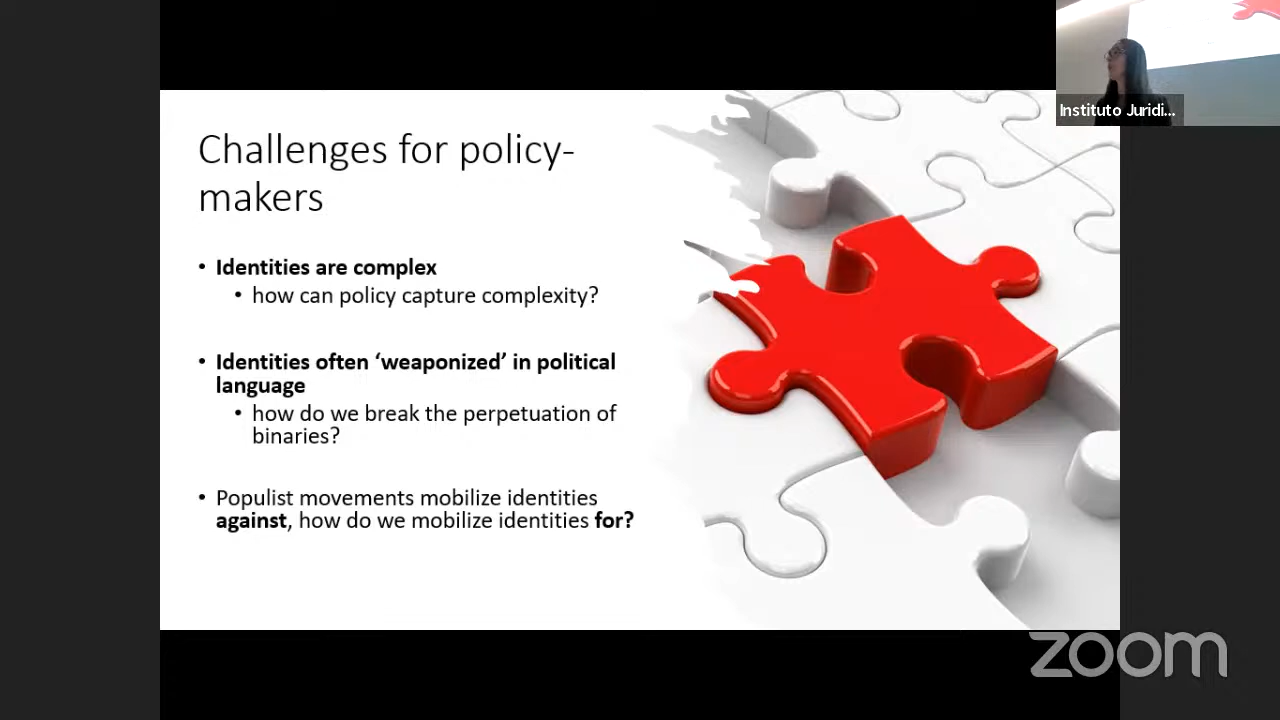 Instituto Juridi...
Challenges for policy-
makers
• Identities are complex
• how can policy capture complexity?
• Identities often ‘weaponized’ in political
language
• how do we break the perpetuation of
binaries?
• Populist movements mobilize identities
against, how do we mobilize identities for?
zoom